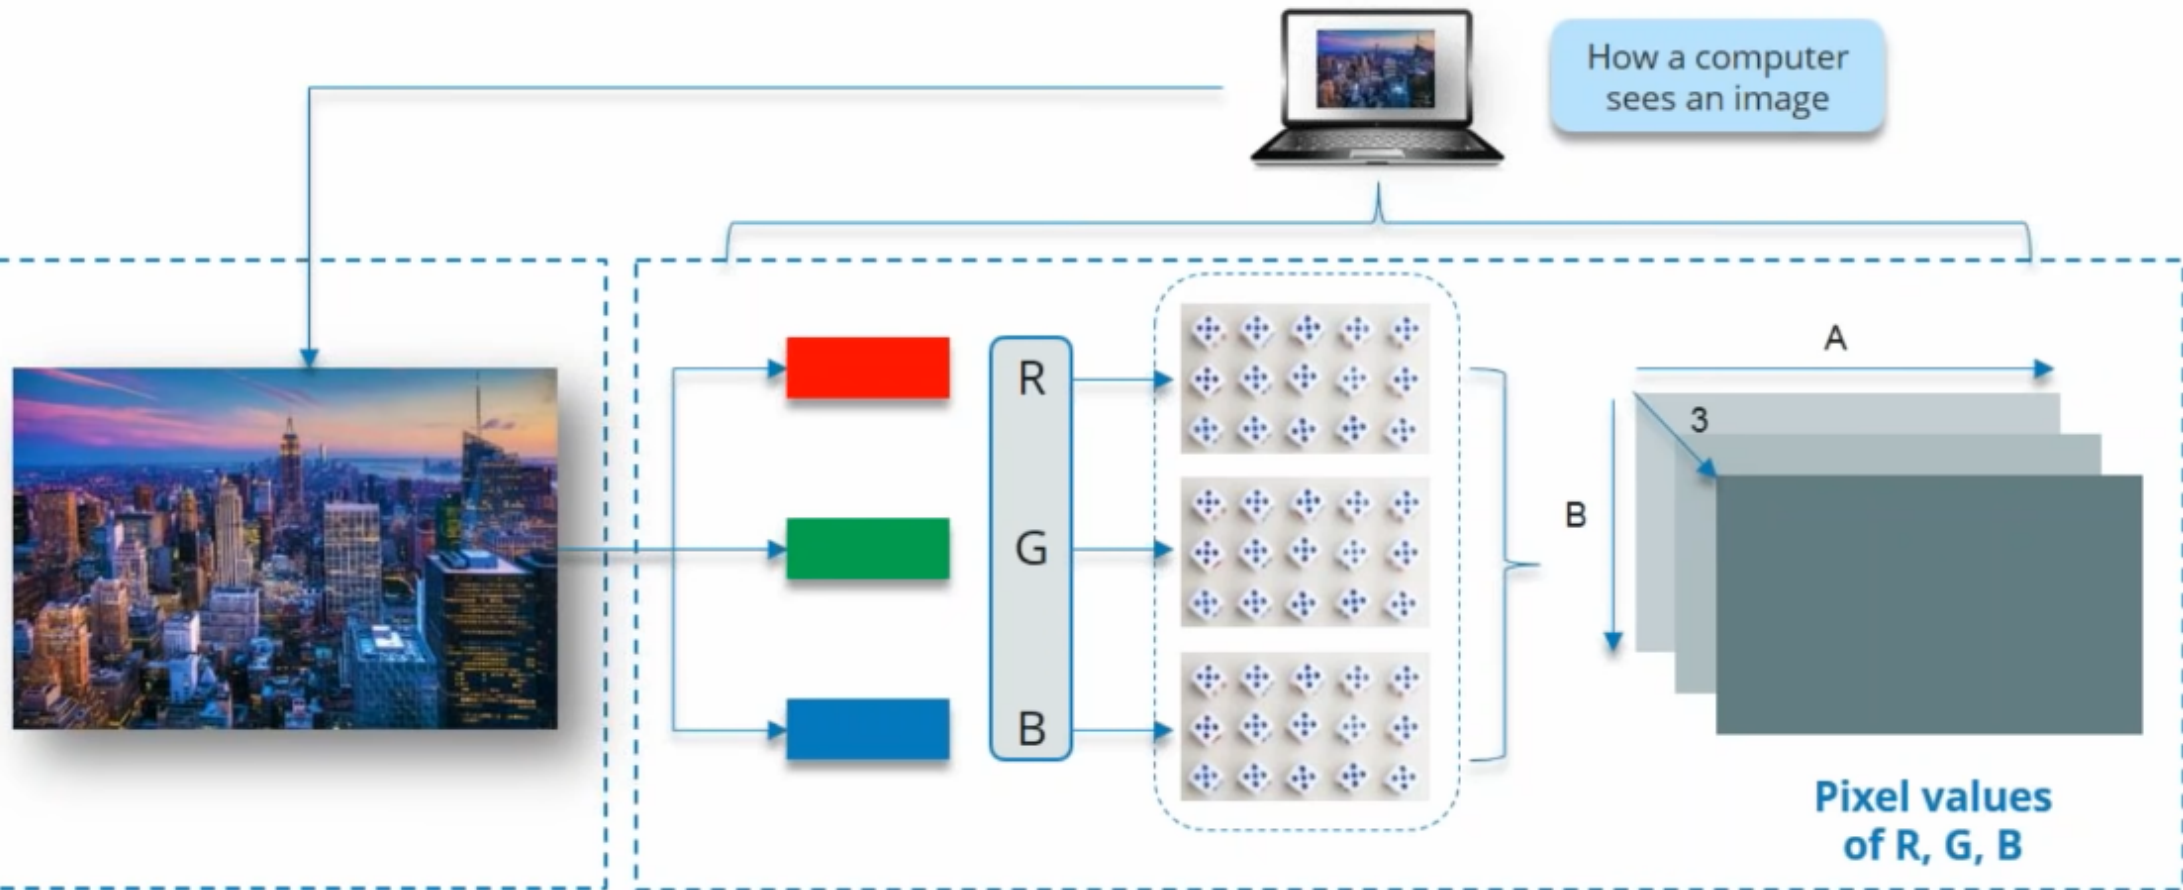 How a computer
sees an image
A
R
3
B
G
B
Pixel values
of R, G, B